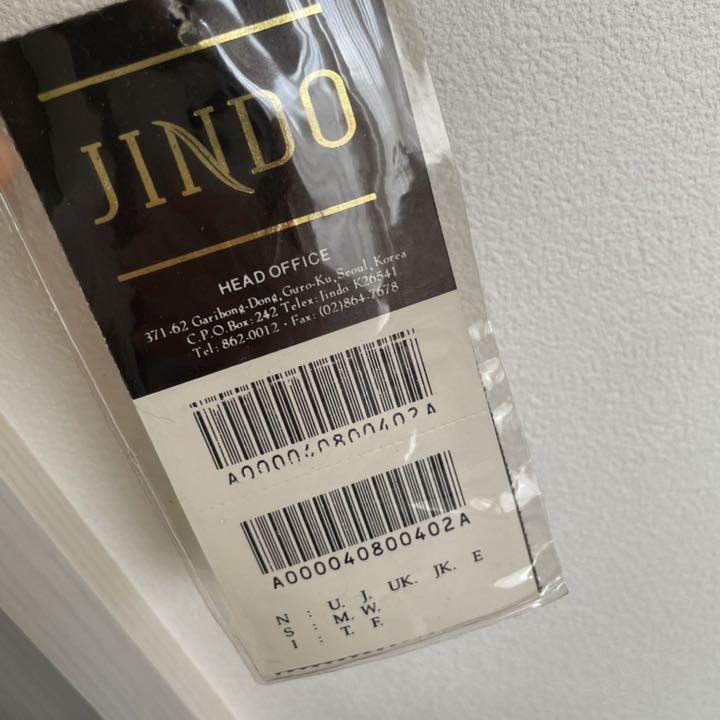 JINDO
HEAD OFFICE
371-62 Garibong-Dong, Guro-Ku, Seoul, Korea
C.P.O.Box: 242 Telex: Jindo K26541
Tel: 862-0012 · Fax: (02)864-7678
A000040800402A
A000040800402A
N : U. J. UK. JK. E
S : M. W.
I : T. F.